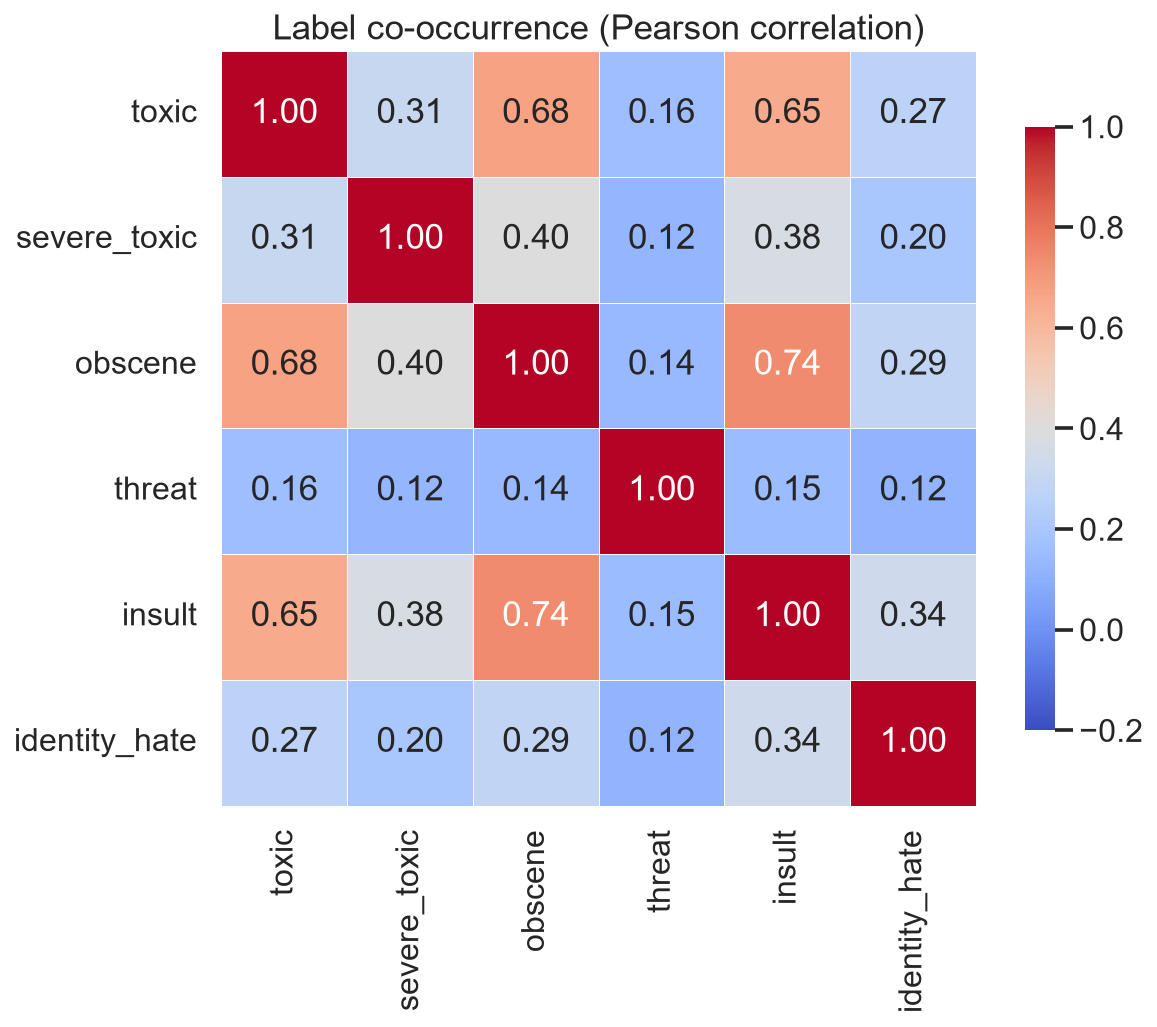 Label co-occurrence (Pearson correlation)
toxic 1.00 0.31 0.68 0.16 0.65 0.27
severe_toxic 0.31 1.00 0.40 0.12 0.38 0.20
obscene 0.68 0.40 1.00 0.14 0.74 0.29
threat 0.16 0.12 0.14 1.00 0.15 0.12
insult 0.65 0.38 0.74 0.15 1.00 0.34
identity_hate 0.27 0.20 0.29 0.12 0.34 1.00
toxic
severe_toxic
obscene
threat
insult
identity_hate
1.0
0.8
0.6
0.4
0.2
0.0
−0.2